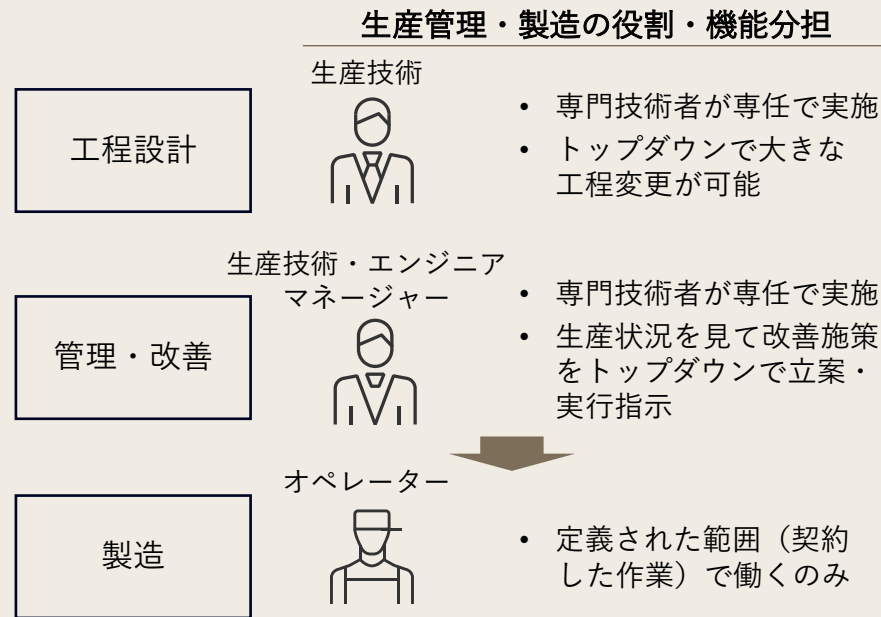 生産管理・製造の役割・機能分担
工程設計
生産技術
• 専門技術者が専任で実施
• トップダウンで大きな
工程変更が可能
管理・改善
生産技術・エンジニア
マネージャー
• 専門技術者が専任で実施
• 生産状況を見て改善施策
をトップダウンで立案・
実行指示
製造
オペレーター
• 定義された範囲（契約
した作業）で働くのみ